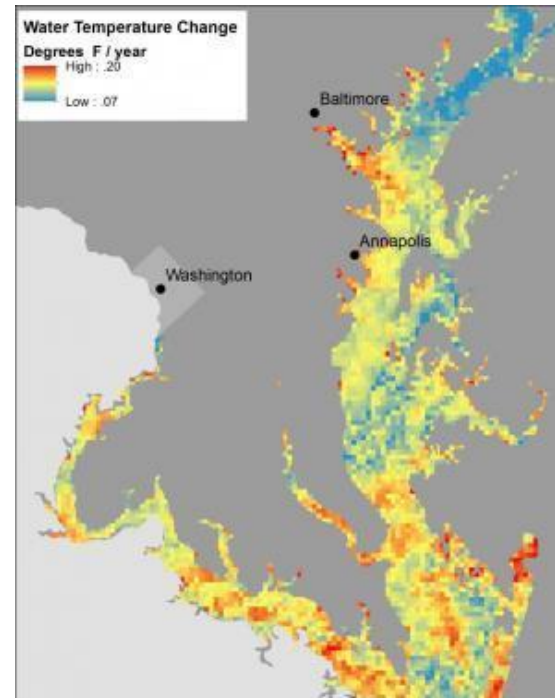 Water Temperature Change
Degrees F / year
High : .20
Low : .07
Baltimore
Annapolis
Washington